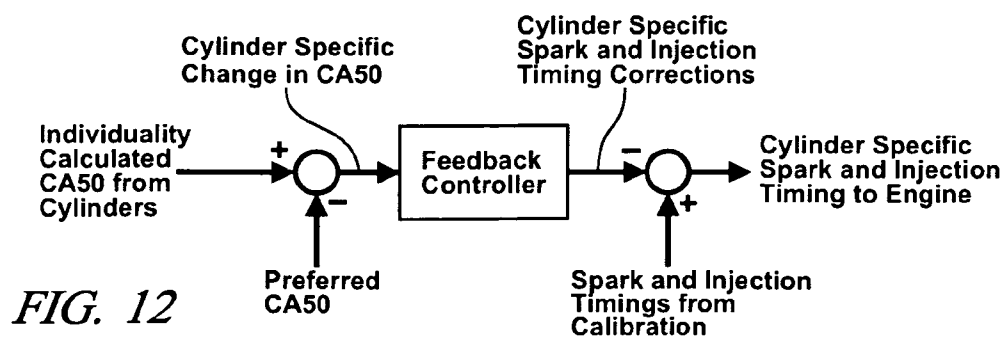 Cylinder Specific
Change in CA50
Cylinder Specific
Spark and Injection
Timing Corrections
Individuality
Calculated
CA50 from
Cylinders
+
−
Feedback
Controller
−
+
Cylinder Specific
Spark and Injection
Timing to Engine
Preferred
CA50
Spark and Injection
Timings from
Calibration
FIG. 12